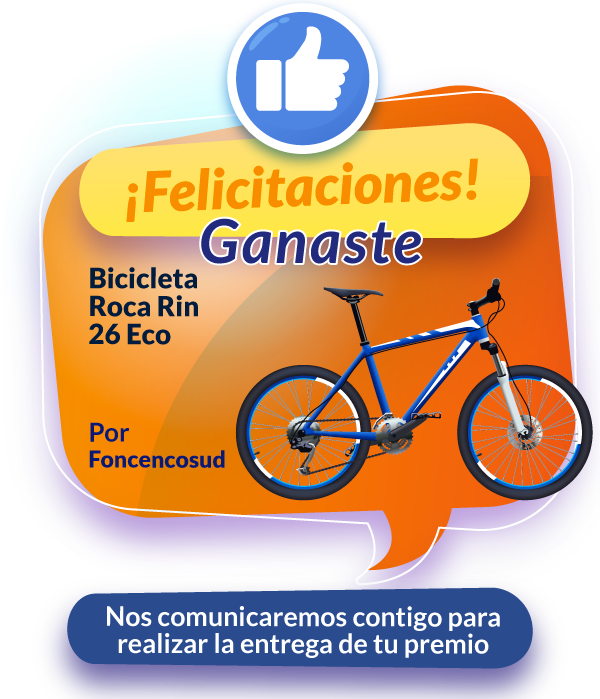 ¡Felicitaciones!
Ganaste
Bicicleta
Roca Rin
26 Eco
Por
Foncencosud
Nos comunicaremos contigo para
realizar la entrega de tu premio